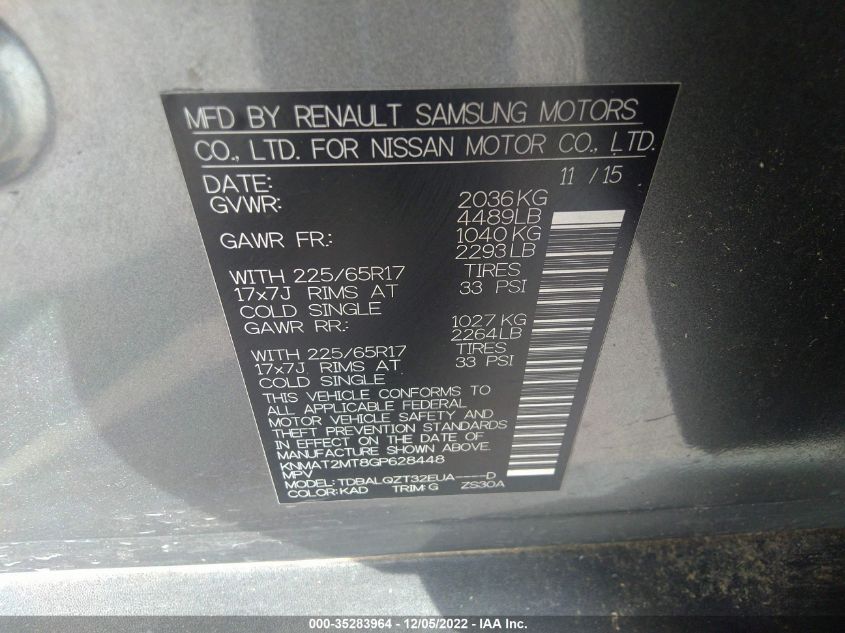 MFD BY RENAULT SAMSUNG MOTORS
CO., LTD. FOR NISSAN MOTOR CO., LTD.
DATE: 11 / 15
GVWR: 2036 KG
4489LB
GAWR FR.: 1040 KG
2293 LB
WITH 225/65R17 TIRES
17x7J RIMS AT 33 PSI
COLD SINGLE
GAWR RR.: 1027 KG
2264LB
WITH 225/65R17 TIRES
17x7J RIMS AT 33 PSI
COLD SINGLE
THIS VEHICLE CONFORMS TO
ALL APPLICABLE FEDERAL
MOTOR VEHICLE SAFETY AND
THEFT PREVENTION STANDARDS
IN EFFECT ON THE DATE OF
MANUFACTURE SHOWN ABOVE.
KNMAT2MT8GP628448
MPV
MODEL: TDBALQZT32EUA----D
COLOR: KAD TRIM: G ZS30A
000-35283964 - 12/05/2022 - IAA Inc.